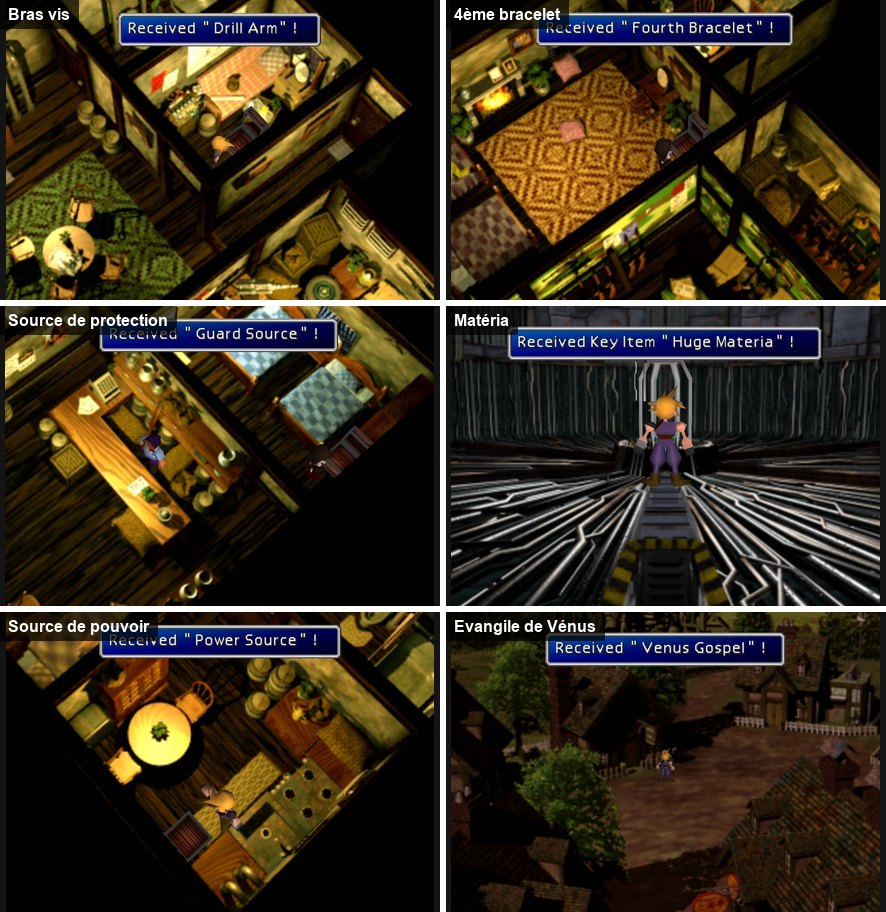 Bras vis
Received "Drill Arm" !
4ème bracelet
Received "Fourth Bracelet" !
Source de protection
Received "Guard Source" !
Matéria
Received Key Item "Huge Materia" !
Source de pouvoir
Received "Power Source" !
Evangile de Vénus
Received "Venus Gospel" !